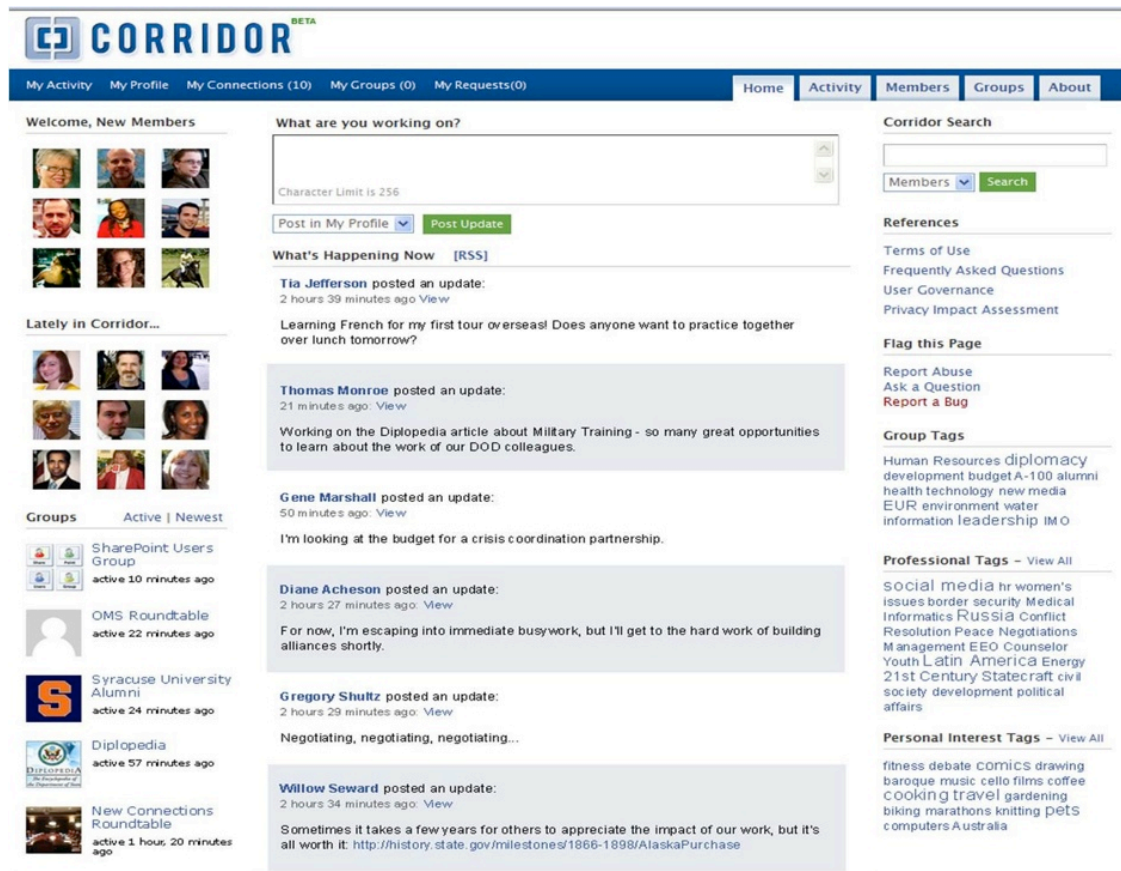 CORRIDOR BETA
My Activity My Profile My Connections (10) My Groups (0) My Requests(0) Home Activity Members Groups About
Welcome, New Members
Lately in Corridor...
Groups Active | Newest
SharePoint Users
Group
active 10 minutes ago
OMS Roundtable
active 22 minutes ago
S
Syracuse University
Alumni
active 24 minutes ago
DIPLOPEDIA
Diplopedia
active 57 minutes ago
New Connections
Roundtable
active 1 hour, 20 minutes
ago
What are you working on?
Character Limit is 256
Post in My Profile Post Update
What's Happening Now [RSS]
Tia Jefferson posted an update:
2 hours 39 minutes ago View
Learning French for my first tour overseas! Does anyone want to practice together
over lunch tomorrow?
Thomas Monroe posted an update:
21 minutes ago: View
Working on the Diplopedia article about Military Training - so many great opportunities
to learn about the work of our DOD colleagues.
Gene Marshall posted an update:
50 minutes ago: View
I'm looking at the budget for a crisis coordination partnership.
Diane Acheson posted an update:
2 hours 27 minutes ago: View
For now, I'm escaping into immediate busywork, but I'll get to the hard work of building
alliances shortly.
Gregory Shultz posted an update:
2 hours 29 minutes ago: View
Negotiating, negotiating, negotiating...
Willow Seward posted an update:
2 hours 34 minutes ago: View
Sometimes it takes a few years for others to appreciate the impact of our work, but it's
all worth it: http://history.state.gov/milestones/1866-1898/AlaskaPurchase
Corridor Search
Members Search
References
Terms of Use
Frequently Asked Questions
User Governance
Privacy Impact Assessment
Flag this Page
Report Abuse
Ask a Question
Report a Bug
Group Tags
Human Resources diplomacy
development budget A-100 alumni
health technology new media
EUR environment water
information leadership IMO
Professional Tags – View All
social media hr women's
issues border security Medical
Informatics Russia Conflict
Resolution Peace Negotiations
Management EEO Counselor
Youth Latin America Energy
21st Century Statecraft civil
society development political
affairs
Personal Interest Tags – View All
fitness debate comics drawing
baroque music cello films coffee
cooking travel gardening
biking marathons knitting pets
computers Australia